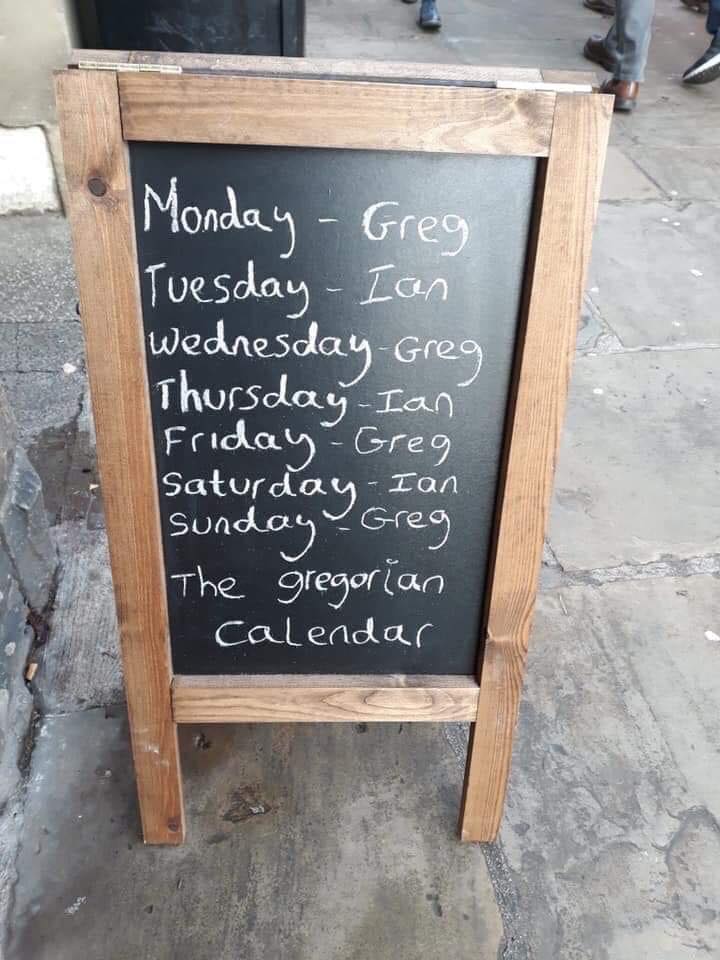 Monday - Greg
Tuesday - Ian
Wednesday - Greg
Thursday - Ian
Friday - Greg
Saturday - Ian
Sunday - Greg
The gregorian
Calendar